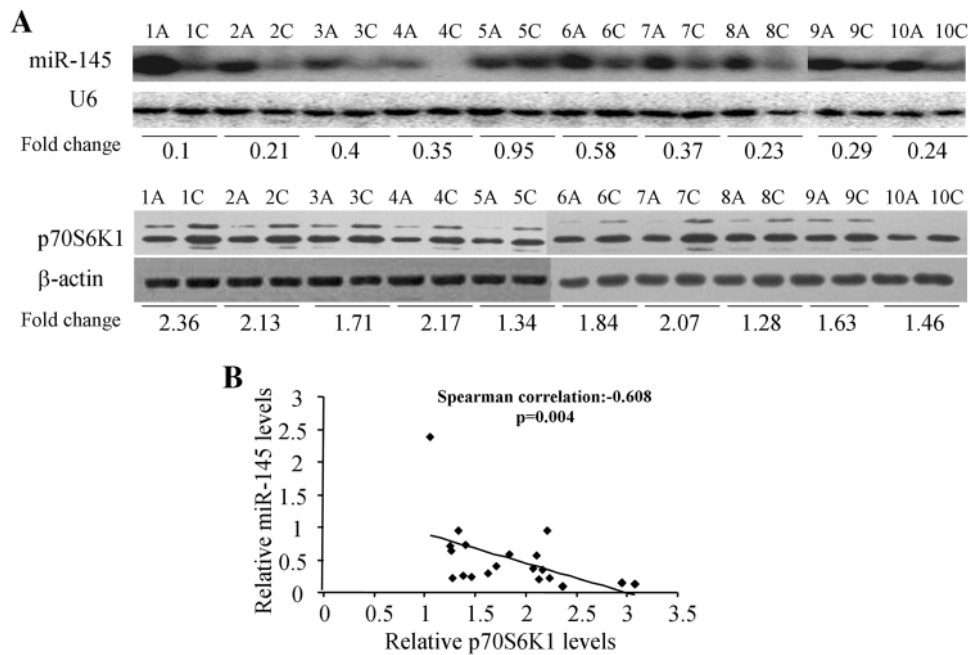 A
1A 1C 2A 2C 3A 3C 4A 4C 5A 5C 6A 6C 7A 7C 8A 8C 9A 9C 10A 10C
miR-145
U6
Fold change 0.1 0.21 0.4 0.35 0.95 0.58 0.37 0.23 0.29 0.24
1A 1C 2A 2C 3A 3C 4A 4C 5A 5C 6A 6C 7A 7C 8A 8C 9A 9C 10A 10C
p70S6K1
β-actin
Fold change 2.36 2.13 1.71 2.17 1.34 1.84 2.07 1.28 1.63 1.46
B
Spearman correlation:-0.608
p=0.004
Relative miR-145 levels
3
2.5
2
1.5
1
0.5
0
0 0.5 1 1.5 2 2.5 3 3.5
Relative p70S6K1 levels